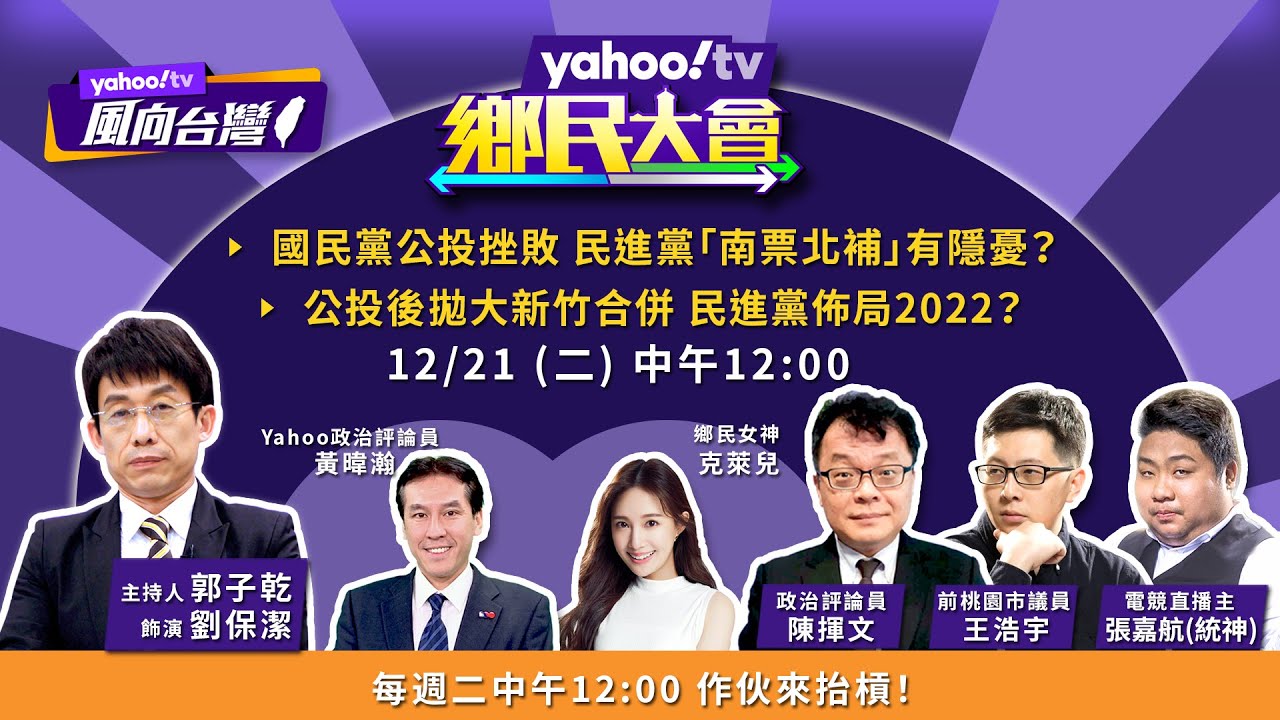 yahoo!tv
風向台灣
yahoo!tv
鄉民大會
國民黨公投挫敗 民進黨「南票北補」有隱憂?
公投後拋大新竹合併 民進黨佈局2022?
12/21 (二) 中午12:00
主持人 郭子乾
飾演 劉保潔
Yahoo政治評論員
黃暐瀚
鄉民女神
克萊兒
政治評論員
陳揮文
前桃園市議員
王浩宇
電競直播主
張嘉航(統神)
每週二中午12:00 作伙來抬槓!